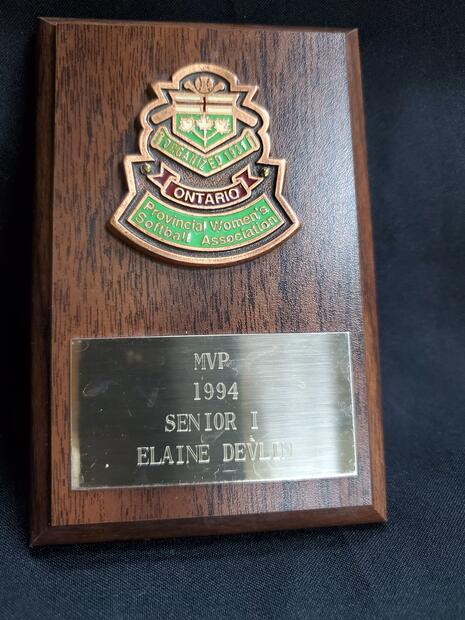 ORGANIZED 1931
ONTARIO
Provincial Women's
Softball Association
MVP
1994
SENIOR I
ELAINE DEVLIN